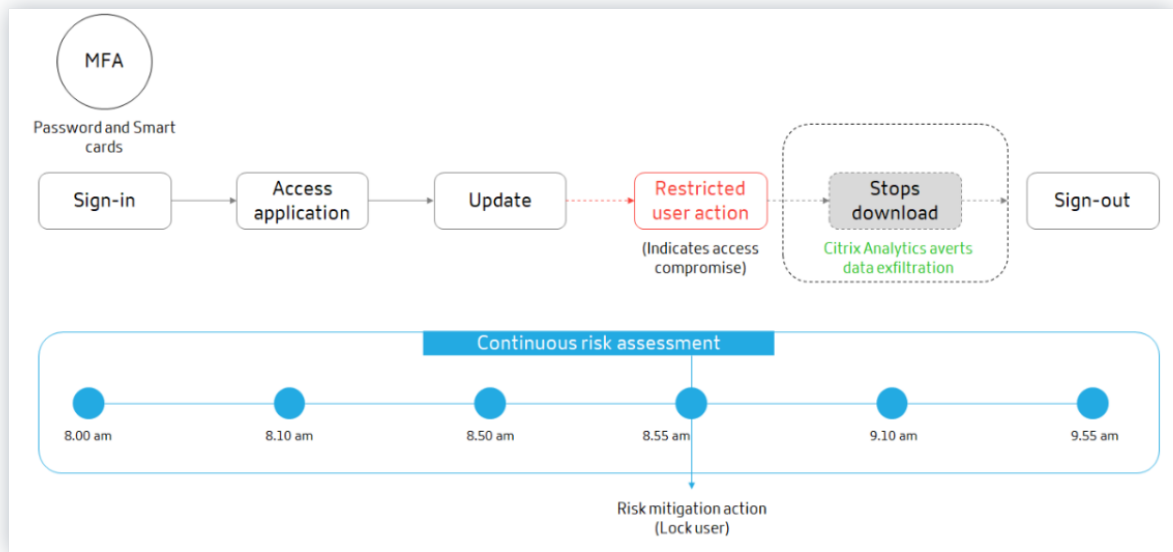 MFA
Password and Smart
cards
Sign-in
Access
application
Update
Restricted
user action
(Indicates access
compromise)
Stops
download
Citrix Analytics averts
data exfiltration
Sign-out
Continuous risk assessment
8.00 am
8.10 am
8.50 am
8.55 am
9.10 am
9.55 am
Risk mitigation action
(Lock user)